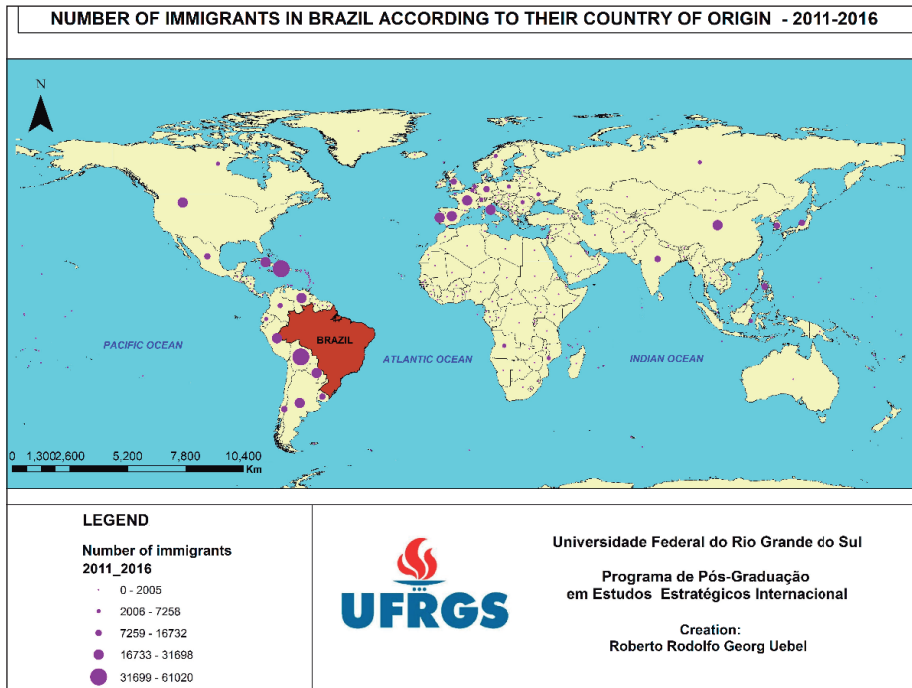 NUMBER OF IMMIGRANTS IN BRAZIL ACCORDING TO THEIR COUNTRY OF ORIGIN - 2011-2016
N
BRAZIL
PACIFIC OCEAN
ATLANTIC OCEAN
INDIAN OCEAN
0 1,300 2,600 5,200 7,800 10,400
Km
LEGEND
Number of immigrants
2011_2016
0 - 2005
2006 - 7258
7259 - 16732
16733 - 31698
31699 - 61020
UFRGS
Universidade Federal do Rio Grande do Sul
Programa de Pós-Graduação
em Estudos Estratégicos Internacional
Creation:
Roberto Rodolfo Georg Uebel